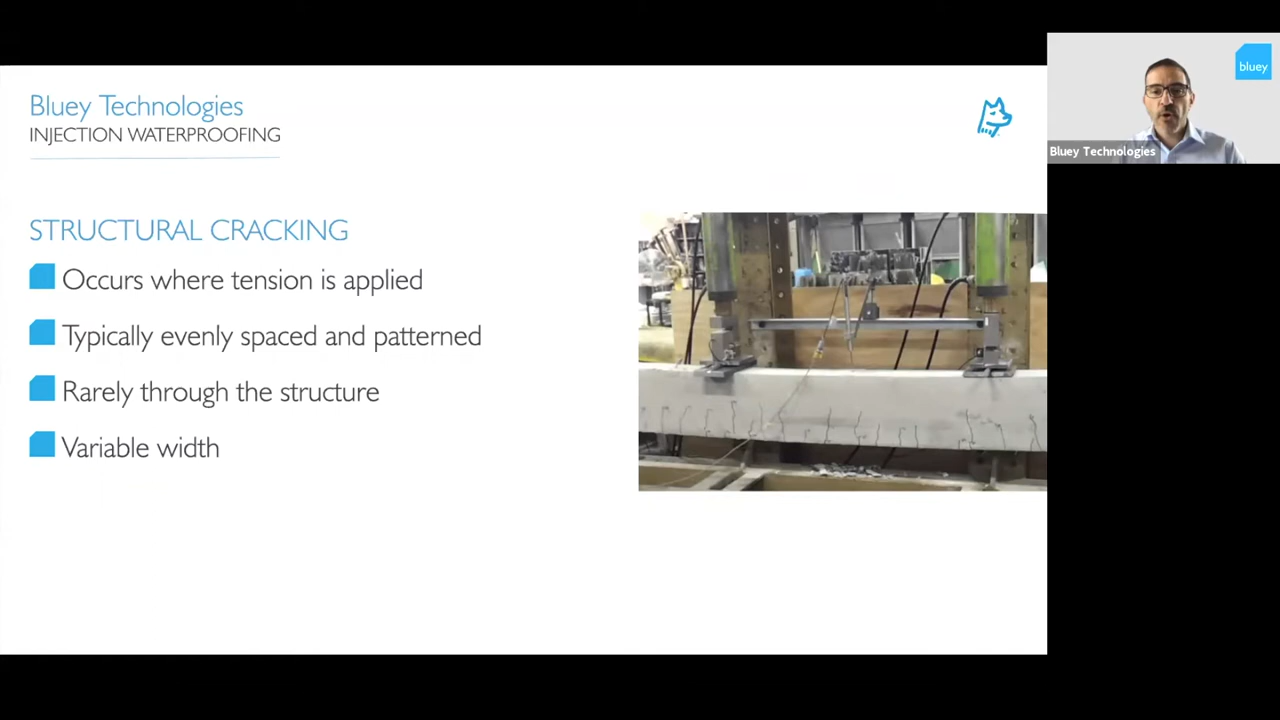 Bluey Technologies
INJECTION WATERPROOFING
STRUCTURAL CRACKING
Occurs where tension is applied
Typically evenly spaced and patterned
Rarely through the structure
Variable width
bluey
Bluey Technologies